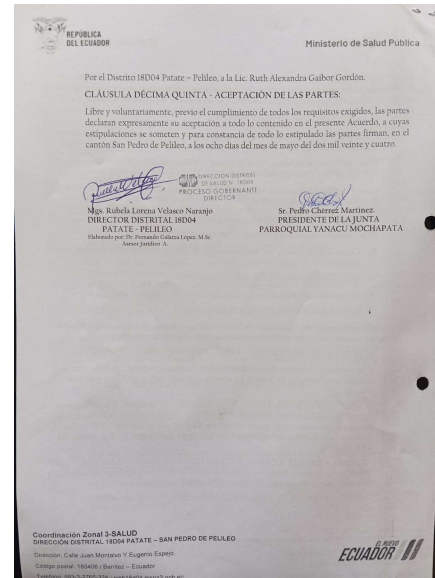 REPÚBLICA
DEL ECUADOR
Ministerio de Salud Pública
Por el Distrito 18D04 Patate – Pelileo, a la Lic. Ruth Alexandra Gaibor Gordón.
CLÁUSULA DÉCIMA QUINTA - ACEPTACIÓN DE LAS PARTES:
Libre y voluntariamente, previo el cumplimiento de todos los requisitos exigidos, las partes
declaran expresamente su aceptación a todo lo contenido en el presente Acuerdo, a cuyas
estipulaciones se someten y para constancia de todo lo estipulado las partes firman, en el
cantón San Pedro de Pelileo, a los ocho días del mes de mayo del dos mil veinte y cuatro.
DIRECCION DISTRITAL
DE SALUD N° 18D04
PROCESO GOBERNANTE
DIRECTOR
Mgs. Rubela Lorena Velasco Naranjo
DIRECTOR DISTRITAL 18D04
PATATE - PELILEO
Elaborado por: Dr. Fernando Galarza López. M.Sc.
Asesor Jurídico A.
Sr. Pedro Chérrez Martínez
PRESIDENTE DE LA JUNTA
PARROQUIAL YANACU MOCHAPATA
Coordinación Zonal 3-SALUD
DIRECCIÓN DISTRITAL 18D04 PATATE – SAN PEDRO DE PELILEO
Dirección: Calle Juan Montalvo Y Eugenio Espejo
Código postal: 180406 / Benítez – Ecuador
EL NUEVO
ECUADOR